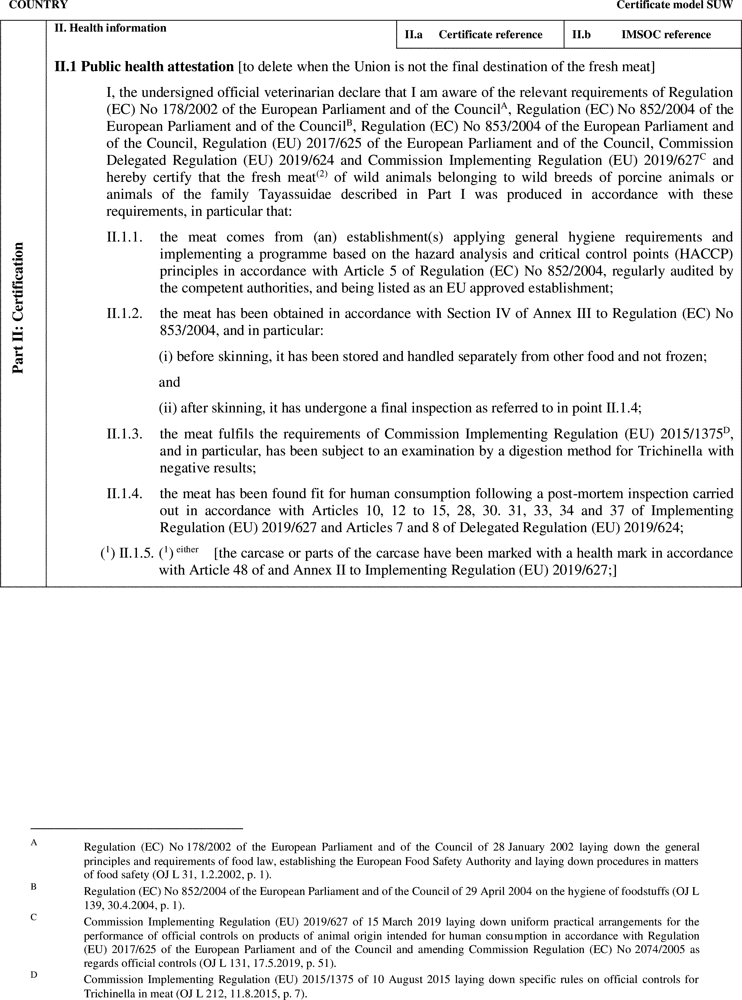 COUNTRY Certificate model SUW
II. Health information
II.a Certificate reference II.b IMSOC reference
II.1 Public health attestation [to delete when the Union is not the final destination of the fresh meat]
I, the undersigned official veterinarian declare that I am aware of the relevant requirements of Regulation
(EC) No 178/2002 of the European Parliament and of the Council^A, Regulation (EC) No 852/2004 of the
European Parliament and of the Council^B, Regulation (EC) No 853/2004 of the European Parliament and
of the Council, Regulation (EU) 2017/625 of the European Parliament and of the Council, Commission
Delegated Regulation (EU) 2019/624 and Commission Implementing Regulation (EU) 2019/627^C and
hereby certify that the fresh meat^(2) of wild animals belonging to wild breeds of porcine animals or
animals of the family Tayassuidae described in Part I was produced in accordance with these
requirements, in particular that:
II.1.1. the meat comes from (an) establishment(s) applying general hygiene requirements and
implementing a programme based on the hazard analysis and critical control points (HACCP)
principles in accordance with Article 5 of Regulation (EC) No 852/2004, regularly audited by
the competent authorities, and being listed as an EU approved establishment;
II.1.2. the meat has been obtained in accordance with Section IV of Annex III to Regulation (EC) No
853/2004, and in particular:
(i) before skinning, it has been stored and handled separately from other food and not frozen;
and
(ii) after skinning, it has undergone a final inspection as referred to in point II.1.4;
II.1.3. the meat fulfils the requirements of Commission Implementing Regulation (EU) 2015/1375^D,
and in particular, has been subject to an examination by a digestion method for Trichinella with
negative results;
II.1.4. the meat has been found fit for human consumption following a post-mortem inspection carried
out in accordance with Articles 10, 12 to 15, 28, 30. 31, 33, 34 and 37 of Implementing
Regulation (EU) 2019/627 and Articles 7 and 8 of Delegated Regulation (EU) 2019/624;
(¹) II.1.5. (¹) either [the carcase or parts of the carcase have been marked with a health mark in accordance
with Article 48 of and Annex II to Implementing Regulation (EU) 2019/627;]
Part II: Certification
A Regulation (EC) No 178/2002 of the European Parliament and of the Council of 28 January 2002 laying down the general
principles and requirements of food law, establishing the European Food Safety Authority and laying down procedures in matters
of food safety (OJ L 31, 1.2.2002, p. 1).
B Regulation (EC) No 852/2004 of the European Parliament and of the Council of 29 April 2004 on the hygiene of foodstuffs (OJ L
139, 30.4.2004, p. 1).
C Commission Implementing Regulation (EU) 2019/627 of 15 March 2019 laying down uniform practical arrangements for the
performance of official controls on products of animal origin intended for human consumption in accordance with Regulation
(EU) 2017/625 of the European Parliament and of the Council and amending Commission Regulation (EC) No 2074/2005 as
regards official controls (OJ L 131, 17.5.2019, p. 51).
D Commission Implementing Regulation (EU) 2015/1375 of 10 August 2015 laying down specific rules on official controls for
Trichinella in meat (OJ L 212, 11.8.2015, p. 7).